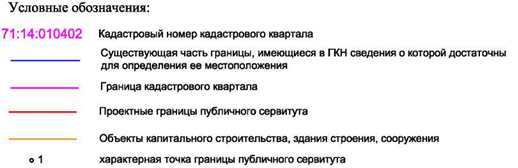 Условные обозначения:
71:14:010402 Кадастровый номер кадастрового квартала
Существующая часть границы, имеющиеся в ГКН сведения о которой достаточны
для определения ее местоположения
Граница кадастрового квартала
Проектные границы публичного сервитута
Объекты капитального строительства, здания строения, сооружения
1 характерная точка границы публичного сервитута